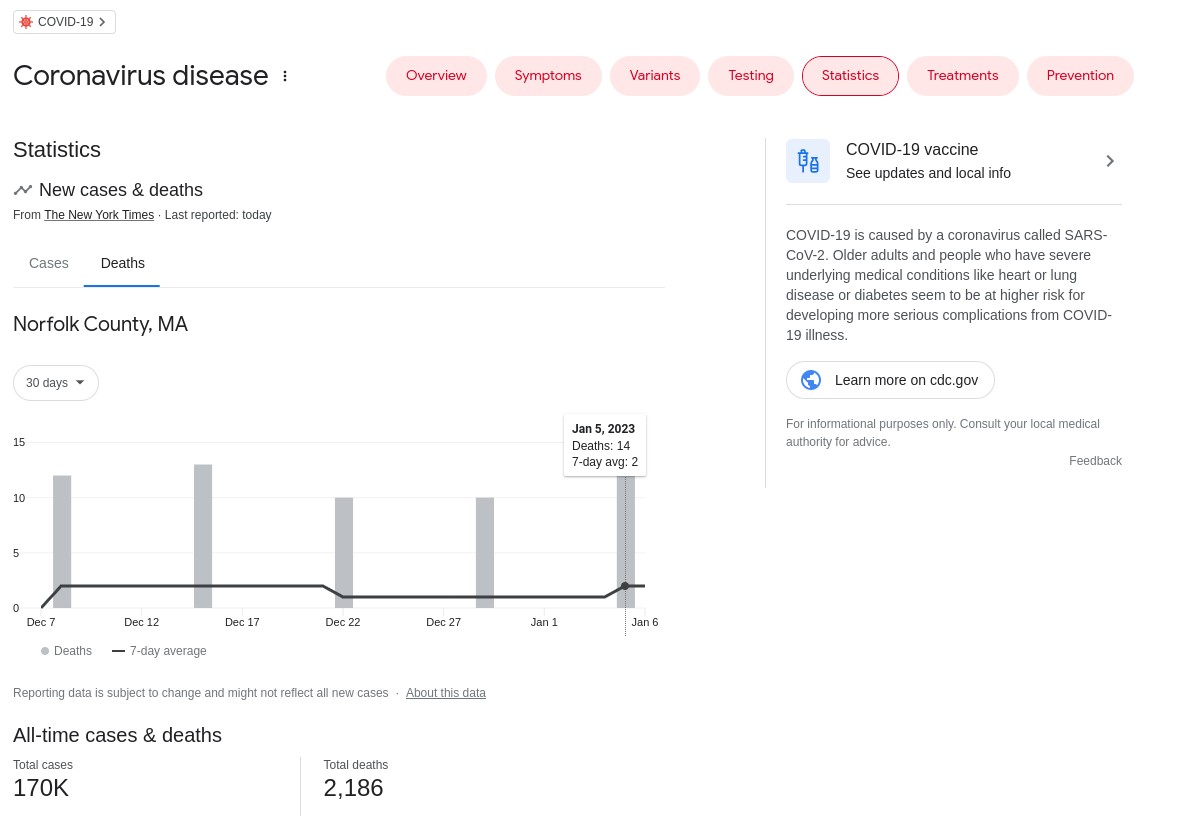 COVID-19
Coronavirus disease
Overview
Symptoms
Variants
Testing
Statistics
Treatments
Prevention
Statistics
New cases & deaths
From The New York Times · Last reported: today
Cases
Deaths
Norfolk County, MA
30 days
Jan 5, 2023
Deaths: 14
7-day avg: 2
15
10
5
0
Dec 7
Dec 12
Dec 17
Dec 22
Dec 27
Jan 1
Jan 6
Deaths
7-day average
Reporting data is subject to change and might not reflect all new cases · About this data
All-time cases & deaths
Total cases
170K
Total deaths
2,186
COVID-19 vaccine
See updates and local info
COVID-19 is caused by a coronavirus called SARS-
CoV-2. Older adults and people who have severe
underlying medical conditions like heart or lung
disease or diabetes seem to be at higher risk for
developing more serious complications from COVID-
19 illness.
Learn more on cdc.gov
For informational purposes only. Consult your local medical
authority for advice.
Feedback